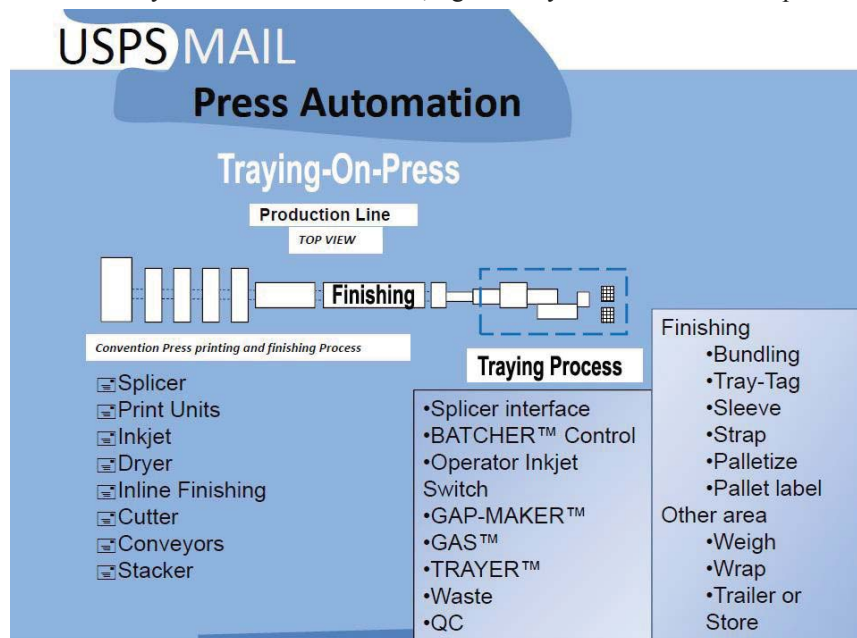 USPS MAIL
Press Automation
Traying-On-Press
Production Line
TOP VIEW
Finishing
Convention Press printing and finishing Process
Splicer
Print Units
Inkjet
Dryer
Inline Finishing
Cutter
Conveyors
Stacker
Traying Process
•Splicer interface
•BATCHER™ Control
•Operator Inkjet
Switch
•GAP-MAKER™
•GAS™
•TRAYER™
•Waste
•QC
Finishing
•Bundling
•Tray-Tag
•Sleeve
•Strap
•Palletize
•Pallet label
Other area
•Weigh
•Wrap
•Trailer or
Store